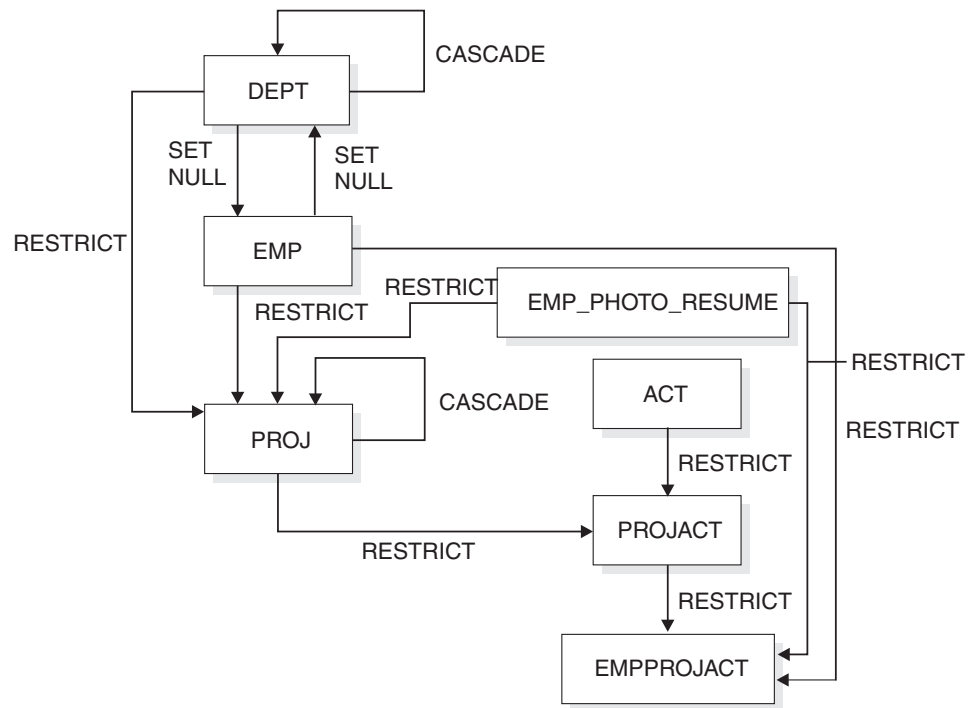 CASCADE
DEPT
SET
NULL
SET
NULL
RESTRICT
EMP
RESTRICT
RESTRICT
EMP_PHOTO_RESUME
RESTRICT
CASCADE
ACT
PROJ
RESTRICT
RESTRICT
PROJACT
RESTRICT
RESTRICT
EMPPROJACT